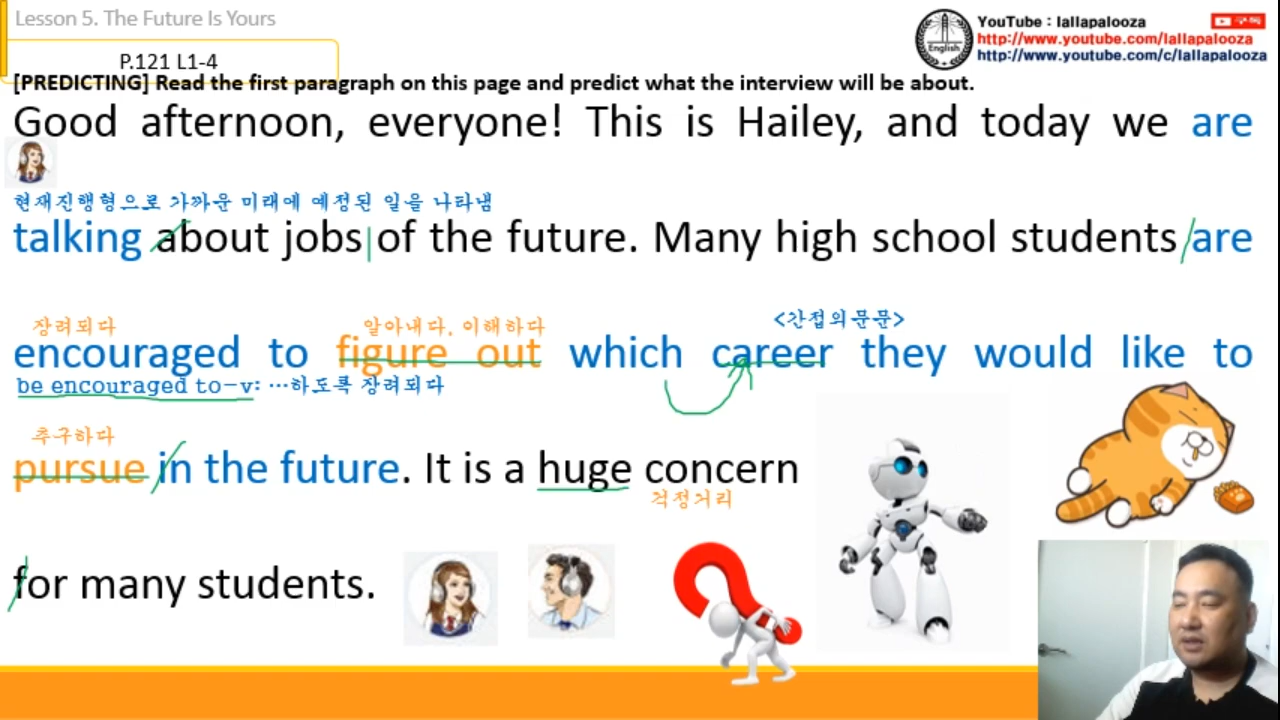 Lesson 5. The Future Is Yours
YouTube : lallapalooza
구독
http://www.youtube.com/lallapalooza
http://www.youtube.com/c/lallapalooza
English
P.121 L1-4
[PREDICTING] Read the first paragraph on this page and predict what the interview will be about.
Good afternoon, everyone! This is Hailey, and today we are
현재진행형으로 가까운 미래에 예정된 일을 나타냄
talking about jobs of the future. Many high school students are
장려되다 알아내다, 이해하다 <간접의문문>
encouraged to figure out which career they would like to
be encouraged to-v: …하도록 장려되다
추구하다
pursue in the future. It is a huge concern
걱정거리
for many students.